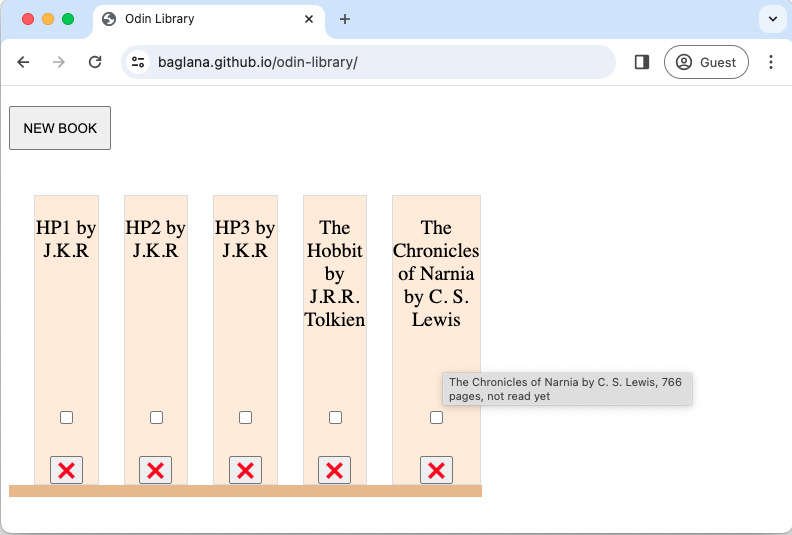 Odin Library
baglana.github.io/odin-library/
Guest
NEW BOOK
HP1 by
J.K.R
HP2 by
J.K.R
HP3 by
J.K.R
The
Hobbit
by
J.R.R.
Tolkien
The
Chronicles
of Narnia
by C. S.
Lewis
The Chronicles of Narnia by C. S. Lewis, 766
pages, not read yet